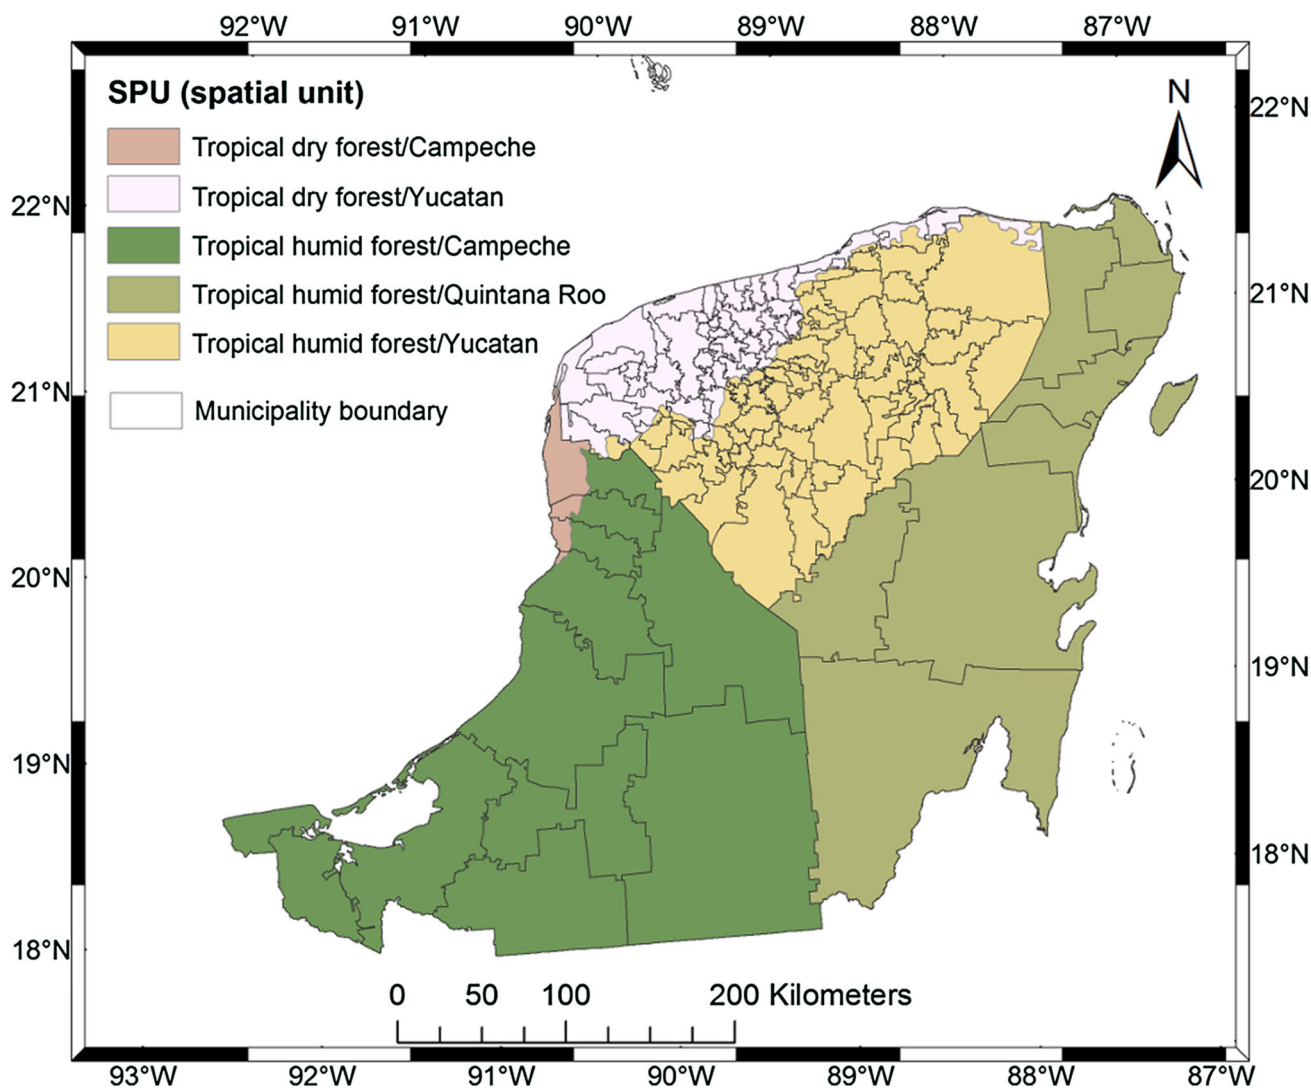 92°W 91°W 90°W 89°W 88°W 87°W
SPU (spatial unit)
N
22°N
Tropical dry forest/Campeche
Tropical dry forest/Yucatan
22°N
Tropical humid forest/Campeche
Tropical humid forest/Quintana Roo
21°N
Tropical humid forest/Yucatan
21°N
Municipality boundary
20°N
20°N
19°N
19°N
18°N
18°N
0 50 100 200 Kilometers
93°W 92°W 91°W 90°W 89°W 88°W 87°W